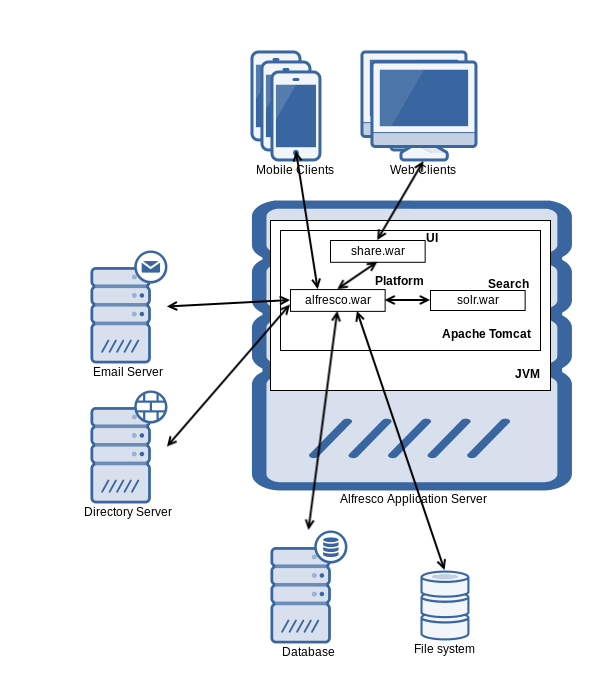 Mobile Clients
Web Clients
UI
share.war
Platform
Search
alfresco.war
solr.war
Apache Tomcat
JVM
Email Server
Directory Server
Alfresco Application Server
Database
File system